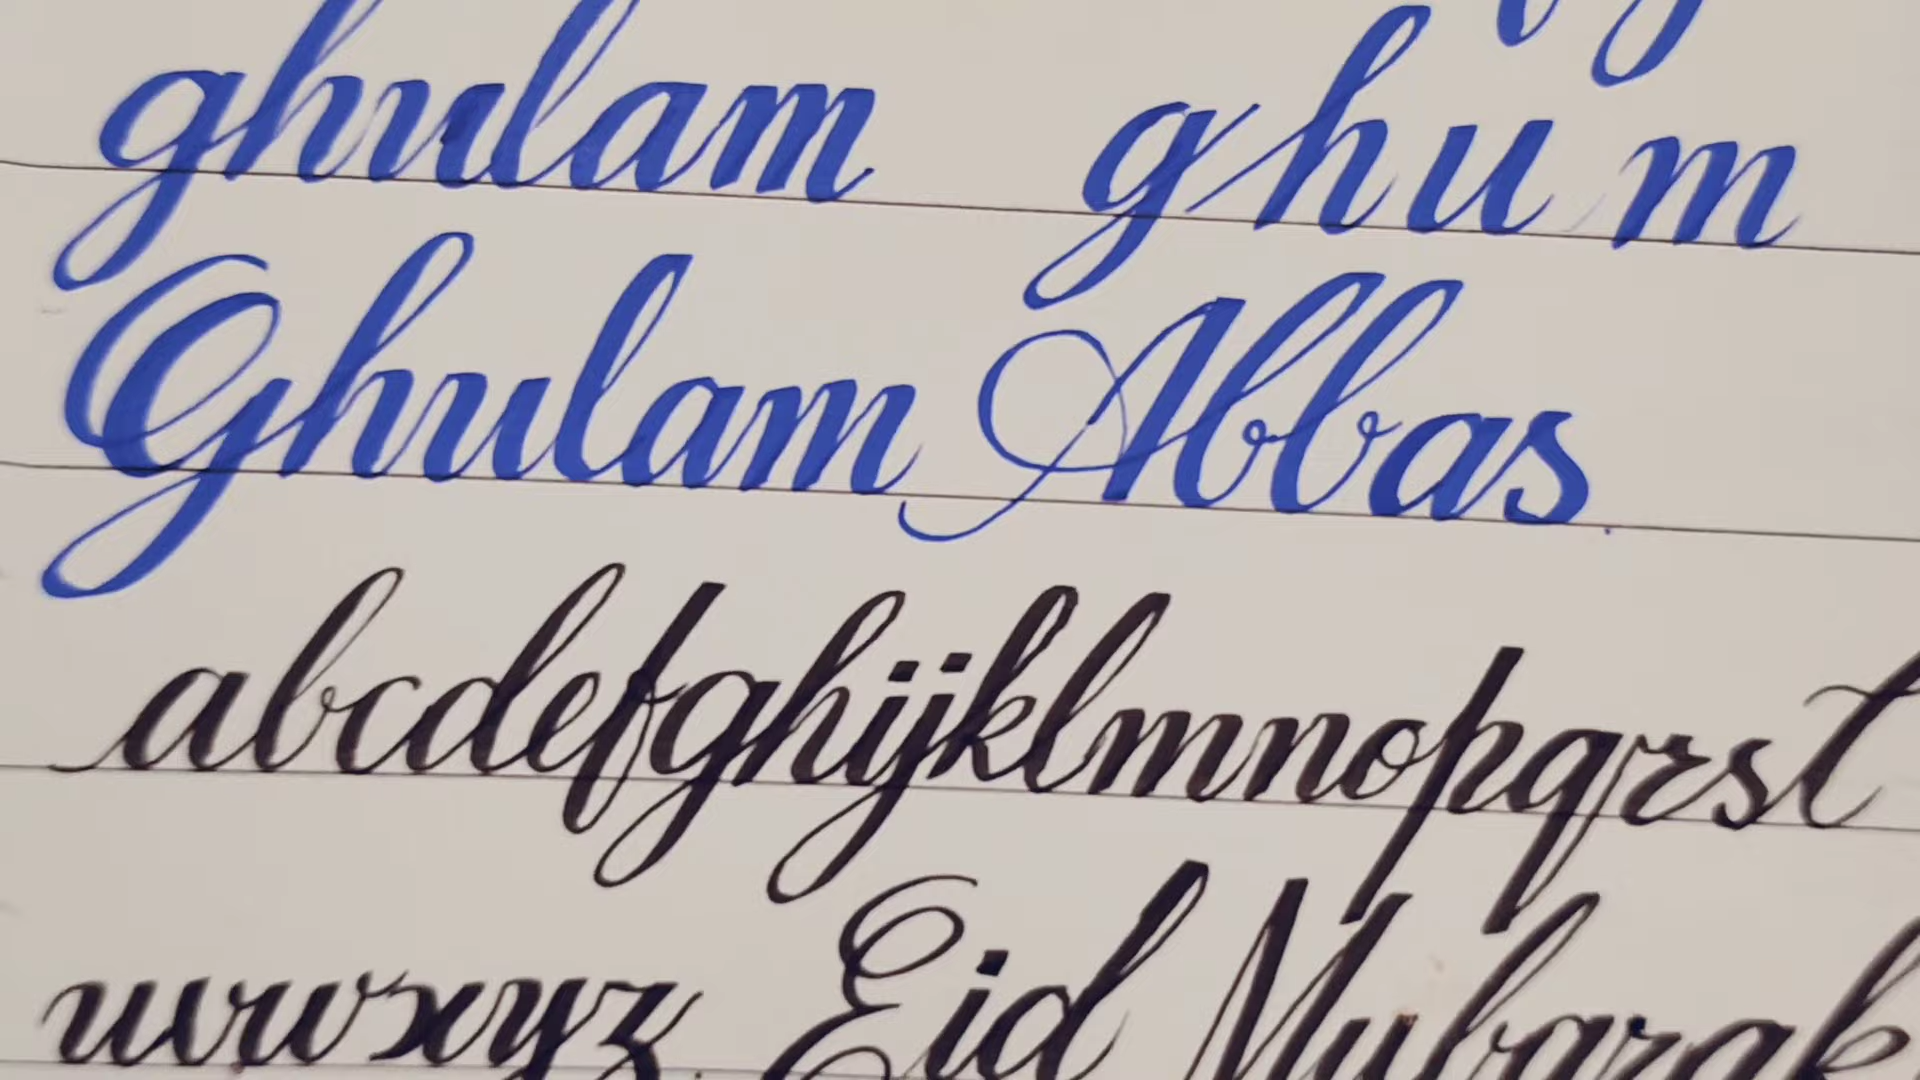 ghulam g h u m
Ghulam Abbas
abcdefghijklmnopqrst
uvwxyz Eid Mubarak